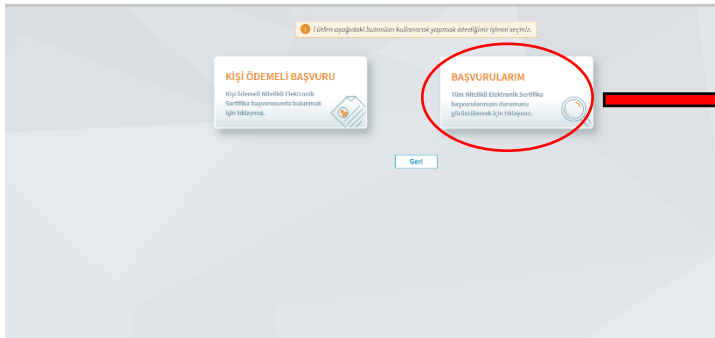 Lütfen aşağıdaki butonları kullanarak yapmak istediğiniz işlemi seçiniz.
KİŞİ ÖDEMELİ BAŞVURU
Kişi ödemeli Nitelikli Elektronik
Sertifika başvurusunda bulunmak
için tıklayınız.
BAŞVURULARIM
Tüm Nitelikli Elektronik Sertifika
başvurularınızın durumunu
görüntülemek için tıklayınız.
Geri